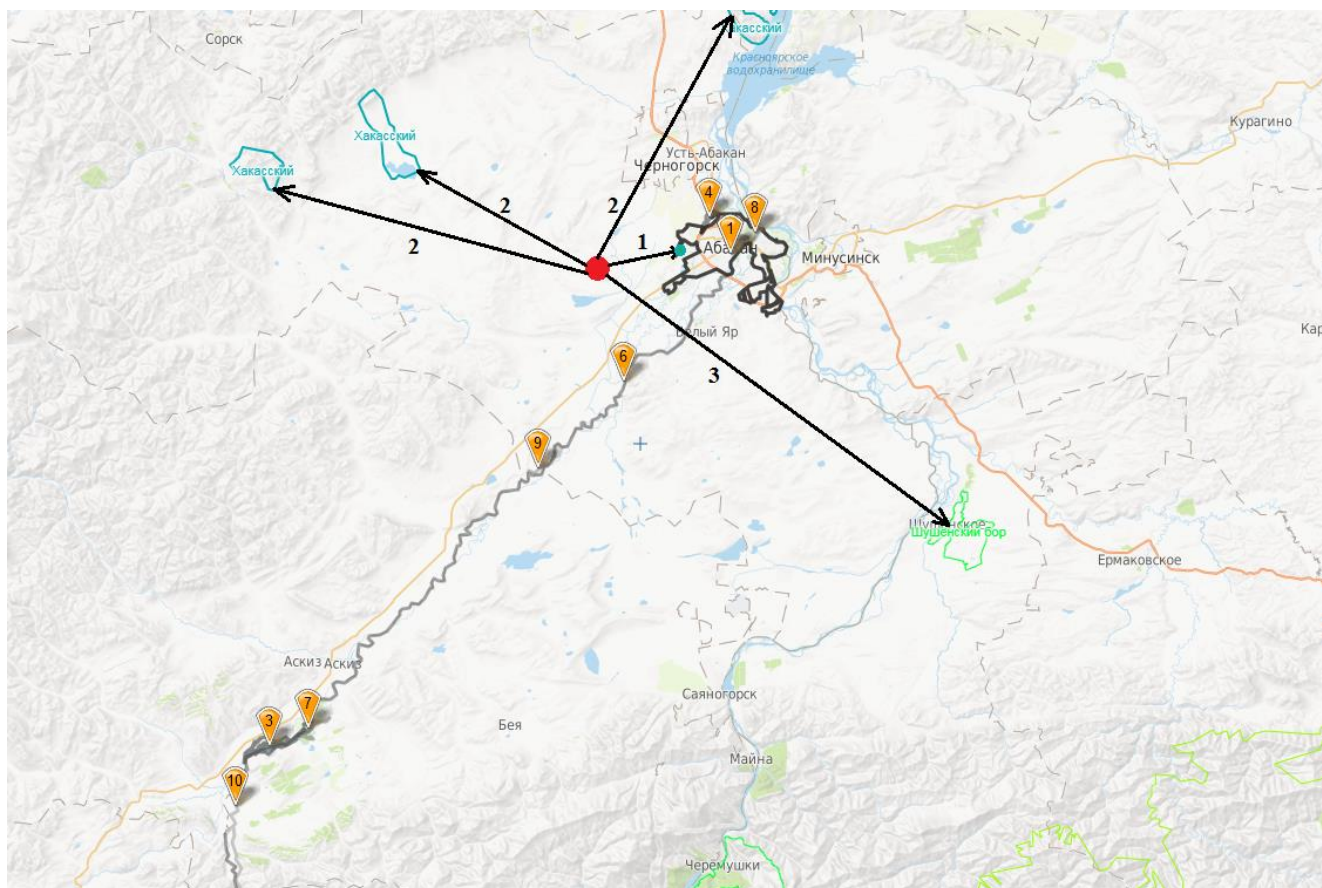 Хакасский
Сорск
Красноярское
водохранилище
Хакасский
Курагино
Хакасский
Усть-Абакан
Черногорск
4
8
2
2
1
1
Абакан
2
Минусинск
Белый Яр
Кар
6
3
9
Шушенское
Шушенский бор
Ермаковское
Аскиз
Аскиз
Саяногорск
7
3
Бея
Майна
10
Черёмушки